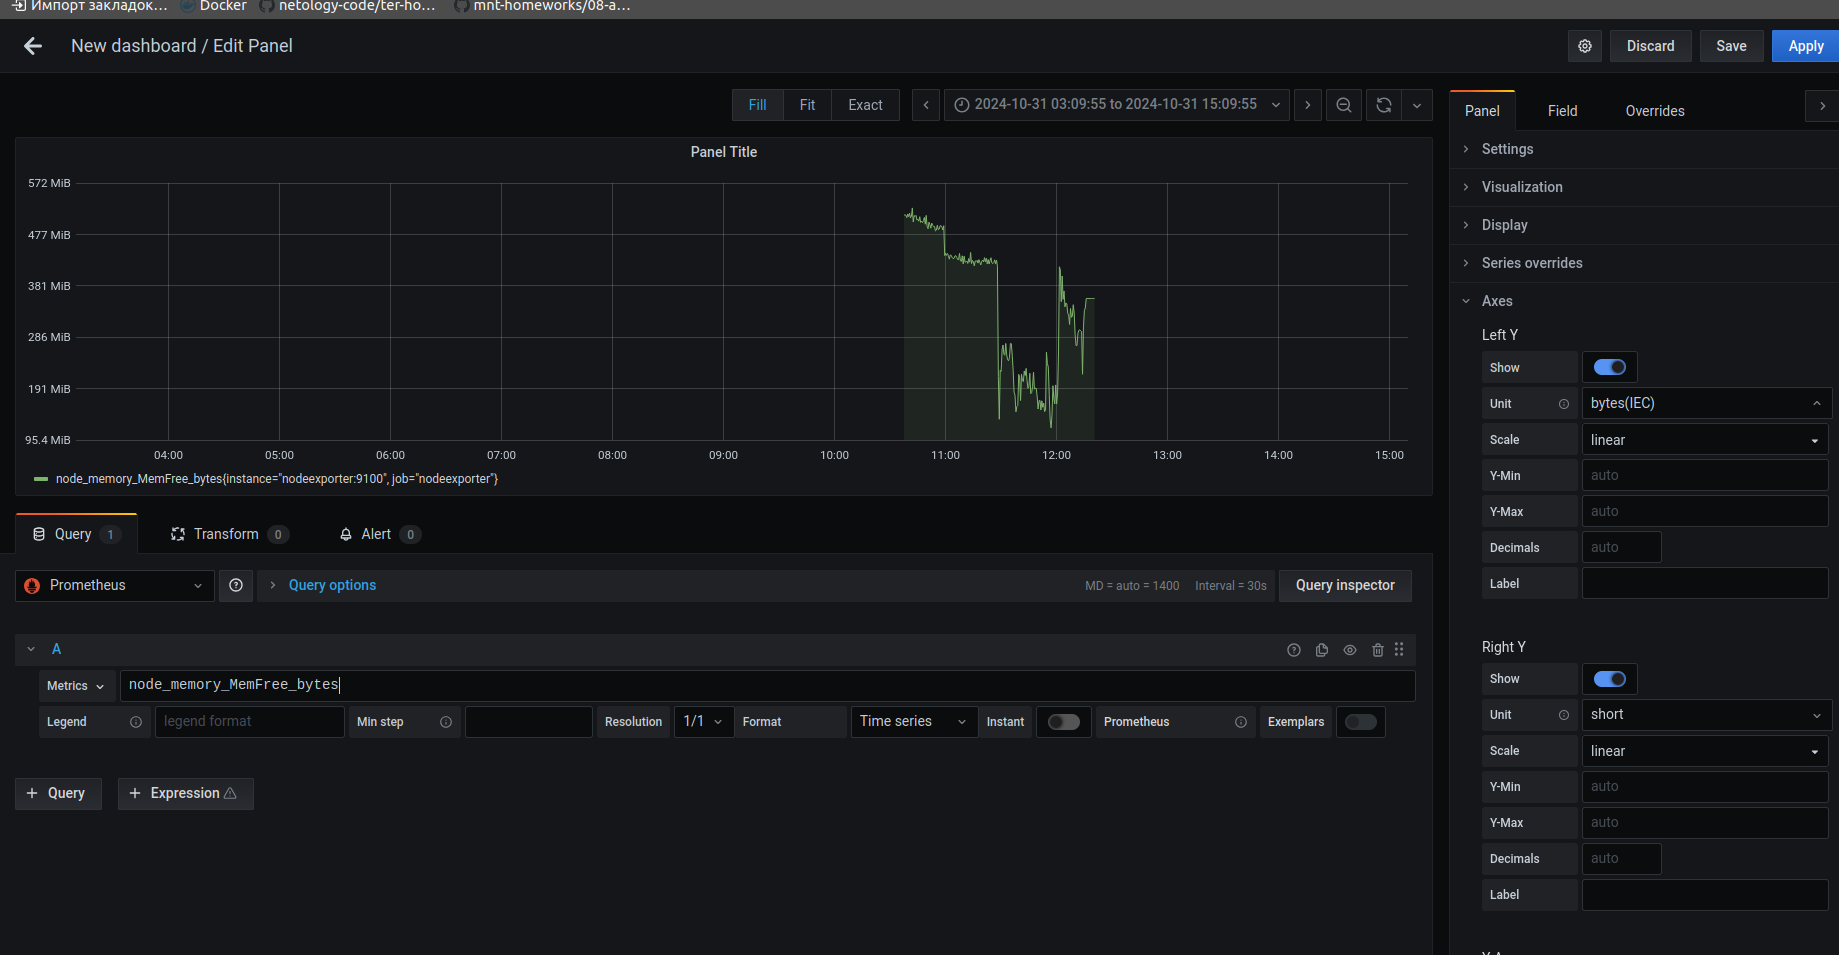 Импорт закладок... Docker netology-code/ter-ho... mnt-homeworks/08-a...
New dashboard / Edit Panel
Discard Save Apply
Fill Fit Exact 2024-10-31 03:09:55 to 2024-10-31 15:09:55
Panel Title
572 MiB
477 MiB
381 MiB
286 MiB
191 MiB
95.4 MiB
04:00 05:00 06:00 07:00 08:00 09:00 10:00 11:00 12:00 13:00 14:00 15:00
node_memory_MemFree_bytes{instance="nodeexporter:9100", job="nodeexporter"}
Query 1 Transform 0 Alert 0
Prometheus Query options MD = auto = 1400 Interval = 30s Query inspector
A
Metrics node_memory_MemFree_bytes
Legend legend format Min step Resolution 1/1 Format Time series Instant Prometheus Exemplars
+ Query + Expression
Panel Field Overrides
Settings
Visualization
Display
Series overrides
Axes
Left Y
Show
Unit bytes(IEC)
Scale linear
Y-Min auto
Y-Max auto
Decimals auto
Label
Right Y
Show
Unit short
Scale linear
Y-Min auto
Y-Max auto
Decimals auto
Label